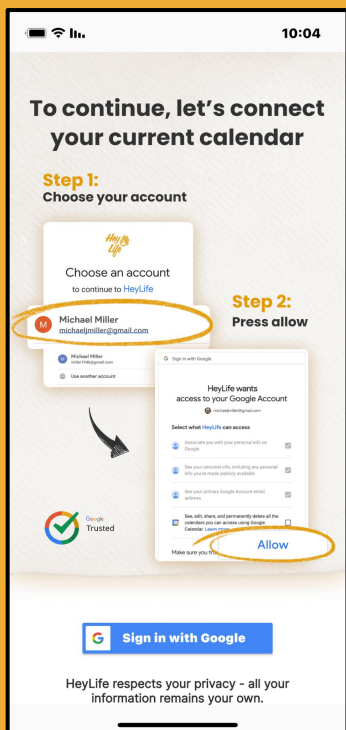 10:04
To continue, let's connect
your current calendar
Step 1:
Choose your account
Hey
Life
Choose an account
to continue to HeyLife
M
Michael Miller
michaeljmiller@gmail.com
M
Michael Miller
Use another account
Step 2:
Press allow
G Sign in with Google
HeyLife wants
access to your Google Account
michaeljmiller@gmail.com
Select what HeyLife can access
Associate you with your personal info on
Google
See your personal info, including any personal
info you've made publicly available
See your primary Google Account email
address
See, edit, share, and permanently delete all the
calendars you can access using Google
Calendar. Learn more
Make sure you tru
Allow
Google
Trusted
G Sign in with Google
HeyLife respects your privacy - all your
information remains your own.